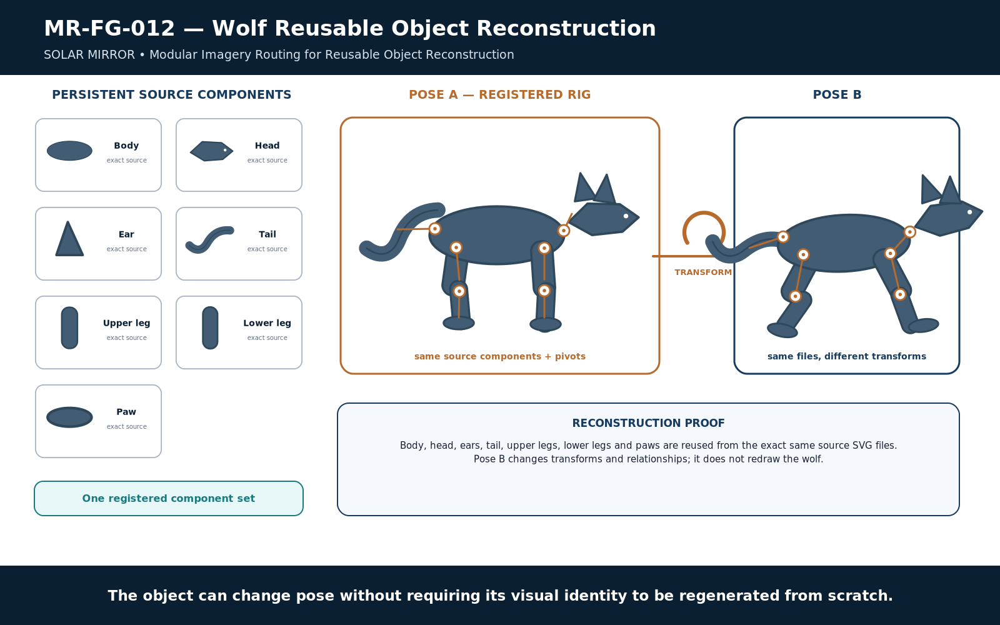 MR-FG-012 — Wolf Reusable Object Reconstruction
SOLAR MIRROR • Modular Imagery Routing for Reusable Object Reconstruction
PERSISTENT SOURCE COMPONENTS
Body
exact source
Head
exact source
Ear
exact source
Tail
exact source
Upper leg
exact source
Lower leg
exact source
Paw
exact source
One registered component set
POSE A — REGISTERED RIG
same source components + pivots
TRANSFORM
POSE B
same files, different transforms
RECONSTRUCTION PROOF
Body, head, ears, tail, upper legs, lower legs and paws are reused from the exact same source SVG files.
Pose B changes transforms and relationships; it does not redraw the wolf.
The object can change pose without requiring its visual identity to be regenerated from scratch.